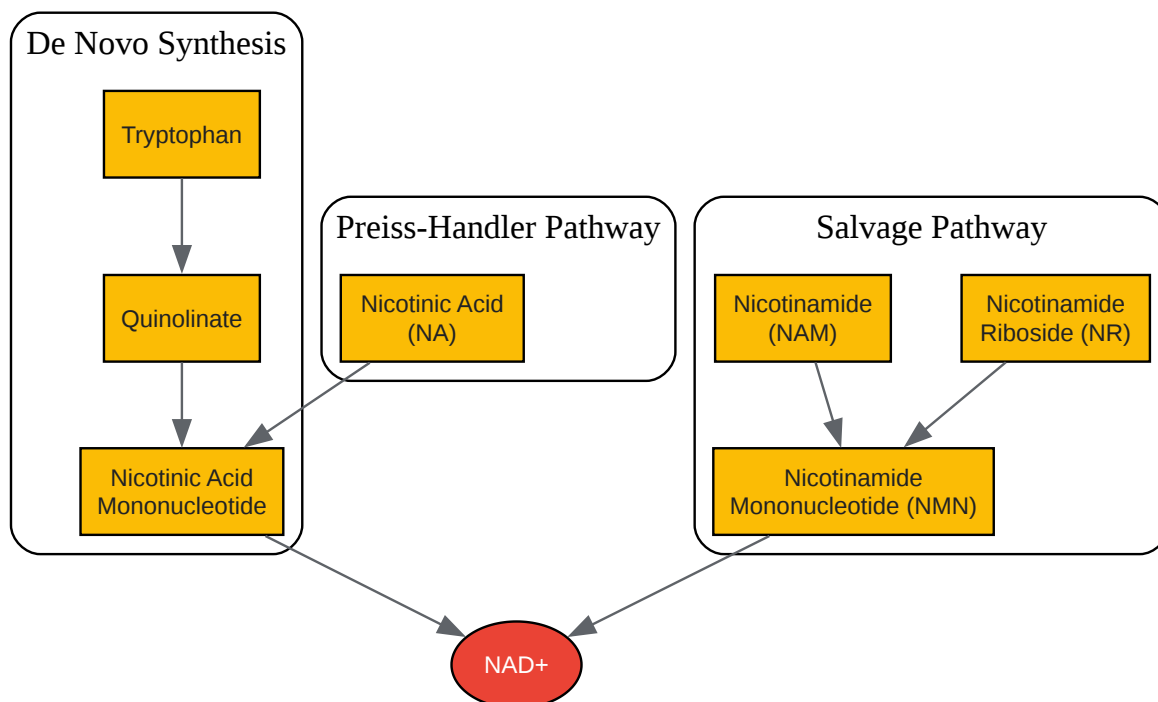 De Novo Synthesis
Tryptophan
Quinolinate
Nicotinic Acid
Mononucleotide
Preiss-Handler Pathway
Nicotinic Acid
(NA)
Salvage Pathway
Nicotinamide
(NAM)
Nicotinamide
Riboside (NR)
Nicotinamide
Mononucleotide (NMN)
NAD+